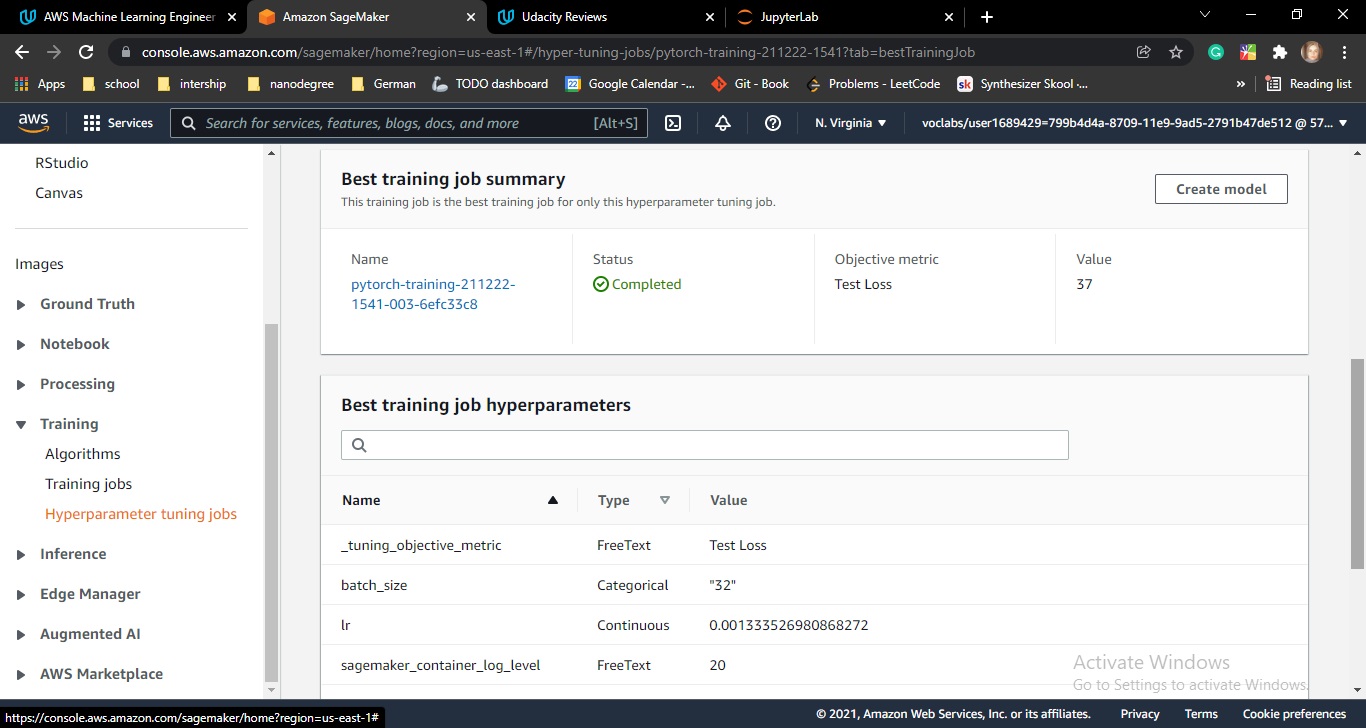 AWS Machine Learning Engineer
Amazon SageMaker
Udacity Reviews
JupyterLab
console.aws.amazon.com/sagemaker/home?region=us-east-1#/hyper-tuning-jobs/pytorch-training-211222-1541?tab=bestTrainingJob
Apps school intership nanodegree German TODO dashboard Google Calendar -... Git - Book Problems - LeetCode Synthesizer Skool -... » Reading list
aws Services Search for services, features, blogs, docs, and more [Alt+S] N. Virginia voclabs/user1689429=799b4d4a-8709-11e9-9ad5-2791b47de512 @ 57...
RStudio
Canvas
Images
Ground Truth
Notebook
Processing
Training
Algorithms
Training jobs
Hyperparameter tuning jobs
Inference
Edge Manager
Augmented AI
AWS Marketplace
Best training job summary
This training job is the best training job for only this hyperparameter tuning job.
Create model
Name Status Objective metric Value
pytorch-training-211222-
1541-003-6efc33c8
Completed Test Loss 37
Best training job hyperparameters
Name Type Value
_tuning_objective_metric FreeText Test Loss
batch_size Categorical "32"
lr Continuous 0.001333526980868272
sagemaker_container_log_level FreeText 20
Activate Windows
Go to Settings to activate Windows.
https://console.aws.amazon.com/sagemaker/home?region=us-east-1#
© 2021, Amazon Web Services, Inc. or its affiliates. Privacy Terms Cookie preferences